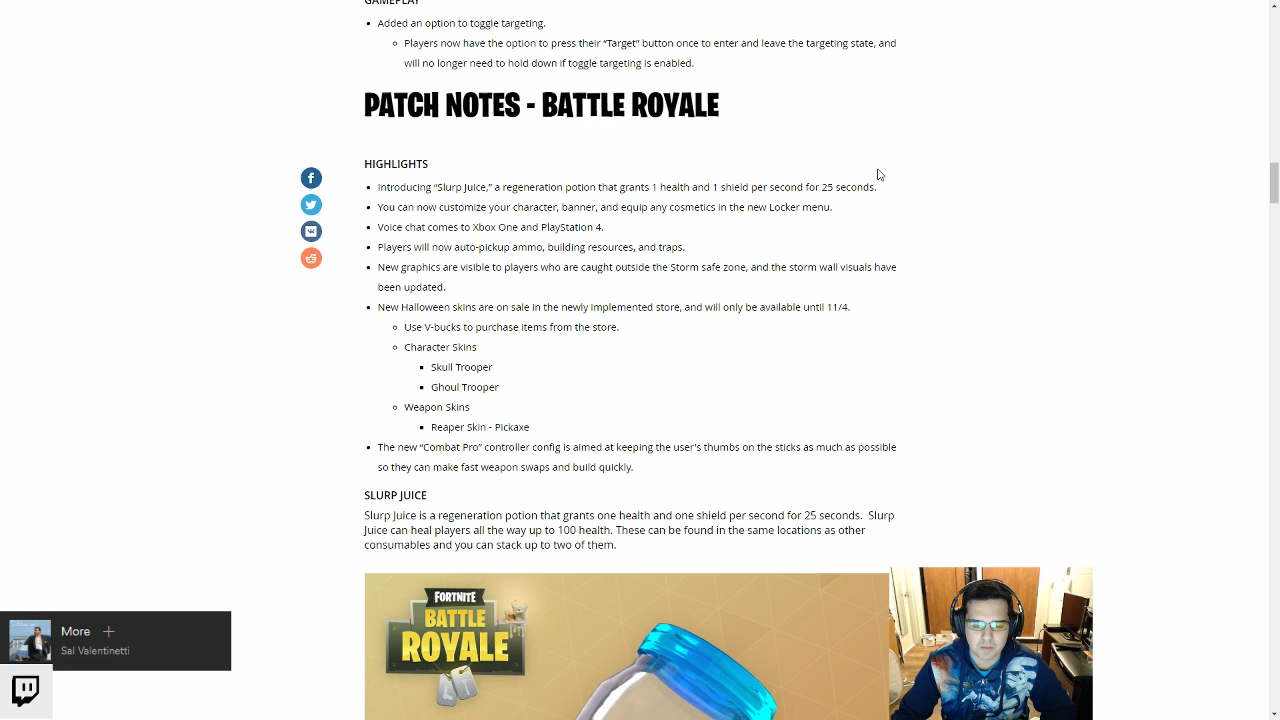 GAMEPLAY
Added an option to toggle targeting.
Players now have the option to press their “Target” button once to enter and leave the targeting state, and
will no longer need to hold down if toggle targeting is enabled.
PATCH NOTES - BATTLE ROYALE
HIGHLIGHTS
Introducing “Slurp Juice,” a regeneration potion that grants 1 health and 1 shield per second for 25 seconds.
You can now customize your character, banner, and equip any cosmetics in the new Locker menu.
Voice chat comes to Xbox One and PlayStation 4.
Players will now auto-pickup ammo, building resources, and traps.
New graphics are visible to players who are caught outside the Storm safe zone, and the storm wall visuals have
been updated.
New Halloween skins are on sale in the newly implemented store, and will only be available until 11/4.
Use V-bucks to purchase items from the store.
Character Skins
Skull Trooper
Ghoul Trooper
Weapon Skins
Reaper Skin - Pickaxe
The new “Combat Pro” controller config is aimed at keeping the user's thumbs on the sticks as much as possible
so they can make fast weapon swaps and build quickly.
SLURP JUICE
Slurp Juice is a regeneration potion that grants one health and one shield per second for 25 seconds.  Slurp
Juice can heal players all the way up to 100 health. These can be found in the same locations as other
consumables and you can stack up to two of them.
FORTNITE
BATTLE
ROYALE
More
Sal Valentinetti